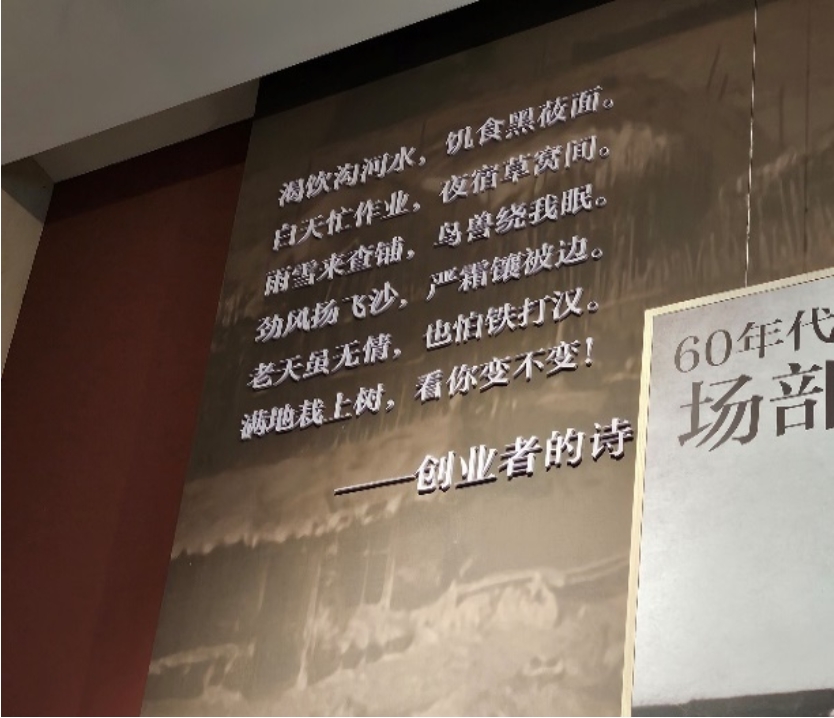 渴饮沟河水，饥食黑莜面。
白天忙作业，夜宿草窝间。
雨雪来查铺，鸟兽绕我眠。
劲风扬飞沙，严霜镶被边。
老天虽无情，也怕铁打汉。
满地栽上树，看你变不变！
——创业者的诗
60年代
场部